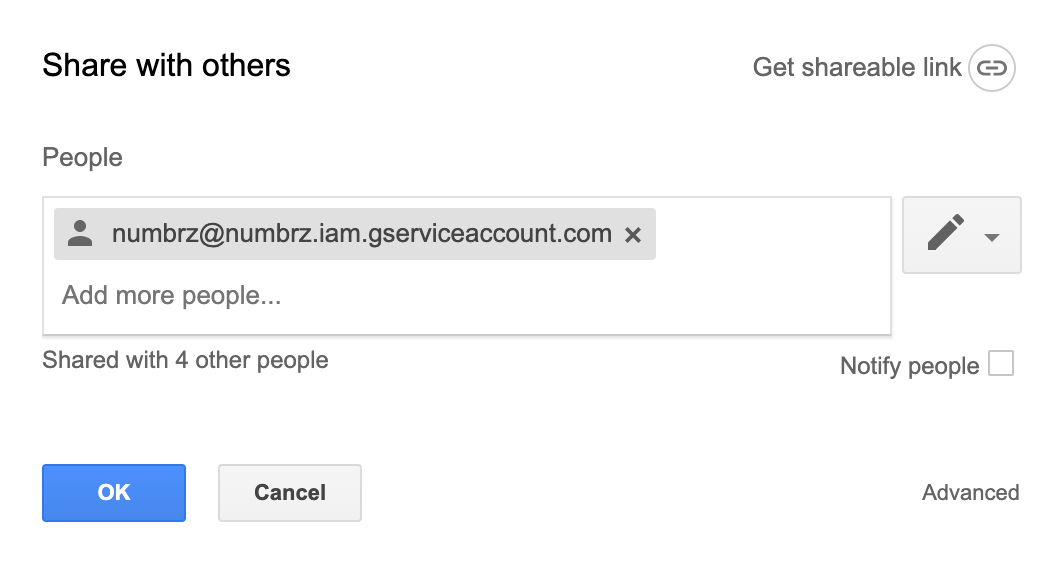 Share with others
Get shareable link
People
numbrz@numbrz.iam.gserviceaccount.com
Add more people...
Shared with 4 other people
Notify people
OK
Cancel
Advanced